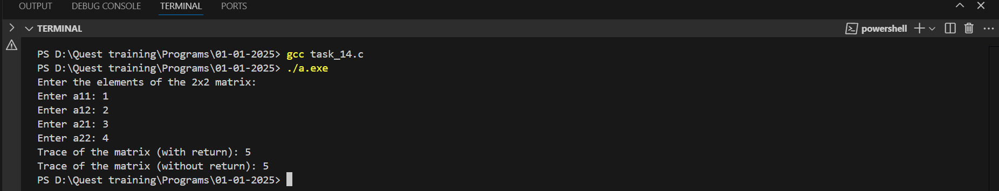 OUTPUT DEBUG CONSOLE TERMINAL PORTS
TERMINAL powershell
PS D:\Quest training\Programs\01-01-2025> gcc task_14.c
PS D:\Quest training\Programs\01-01-2025> ./a.exe
Enter the elements of the 2x2 matrix:
Enter a11: 1
Enter a12: 2
Enter a21: 3
Enter a22: 4
Trace of the matrix (with return): 5
Trace of the matrix (without return): 5
PS D:\Quest training\Programs\01-01-2025>